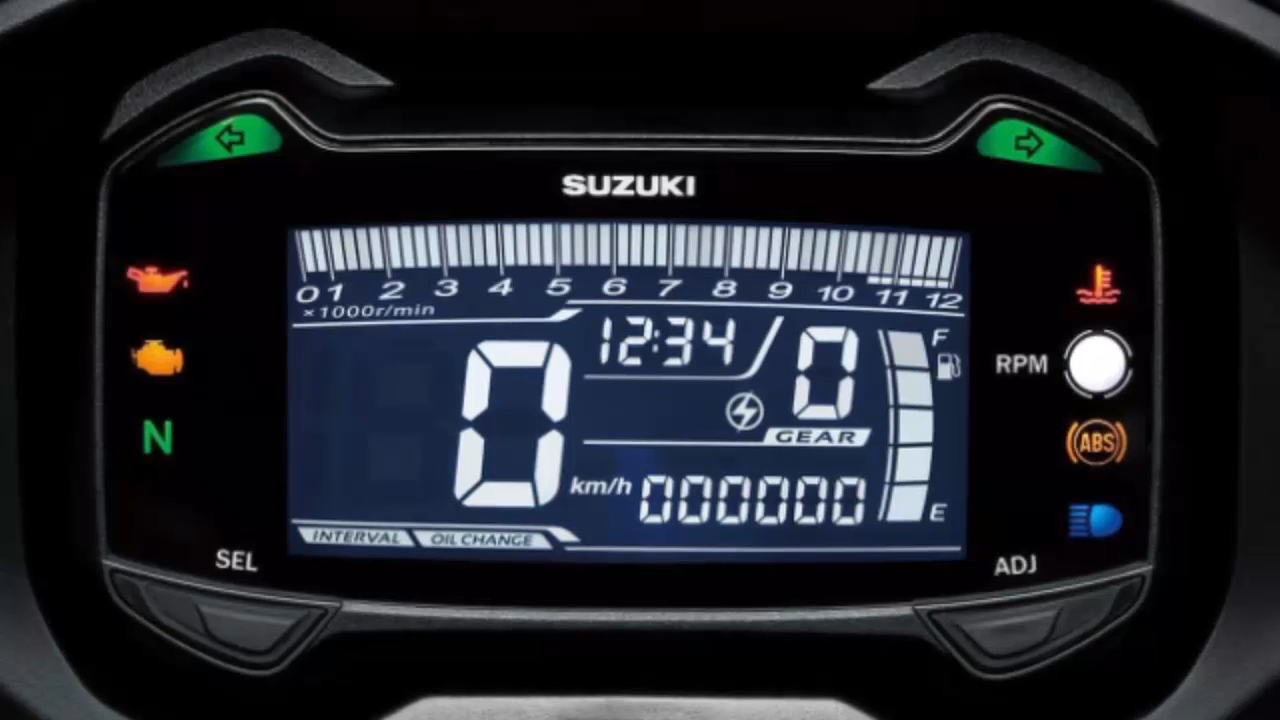 SUZUKI
0 1 2 3 4 5 6 7 8 9 10 11 12
×1000r/min
12:34
0
F
RPM
N
0
GEAR
ABS
km/h
000000
E
INTERVAL
OIL CHANGE
SEL
ADJ